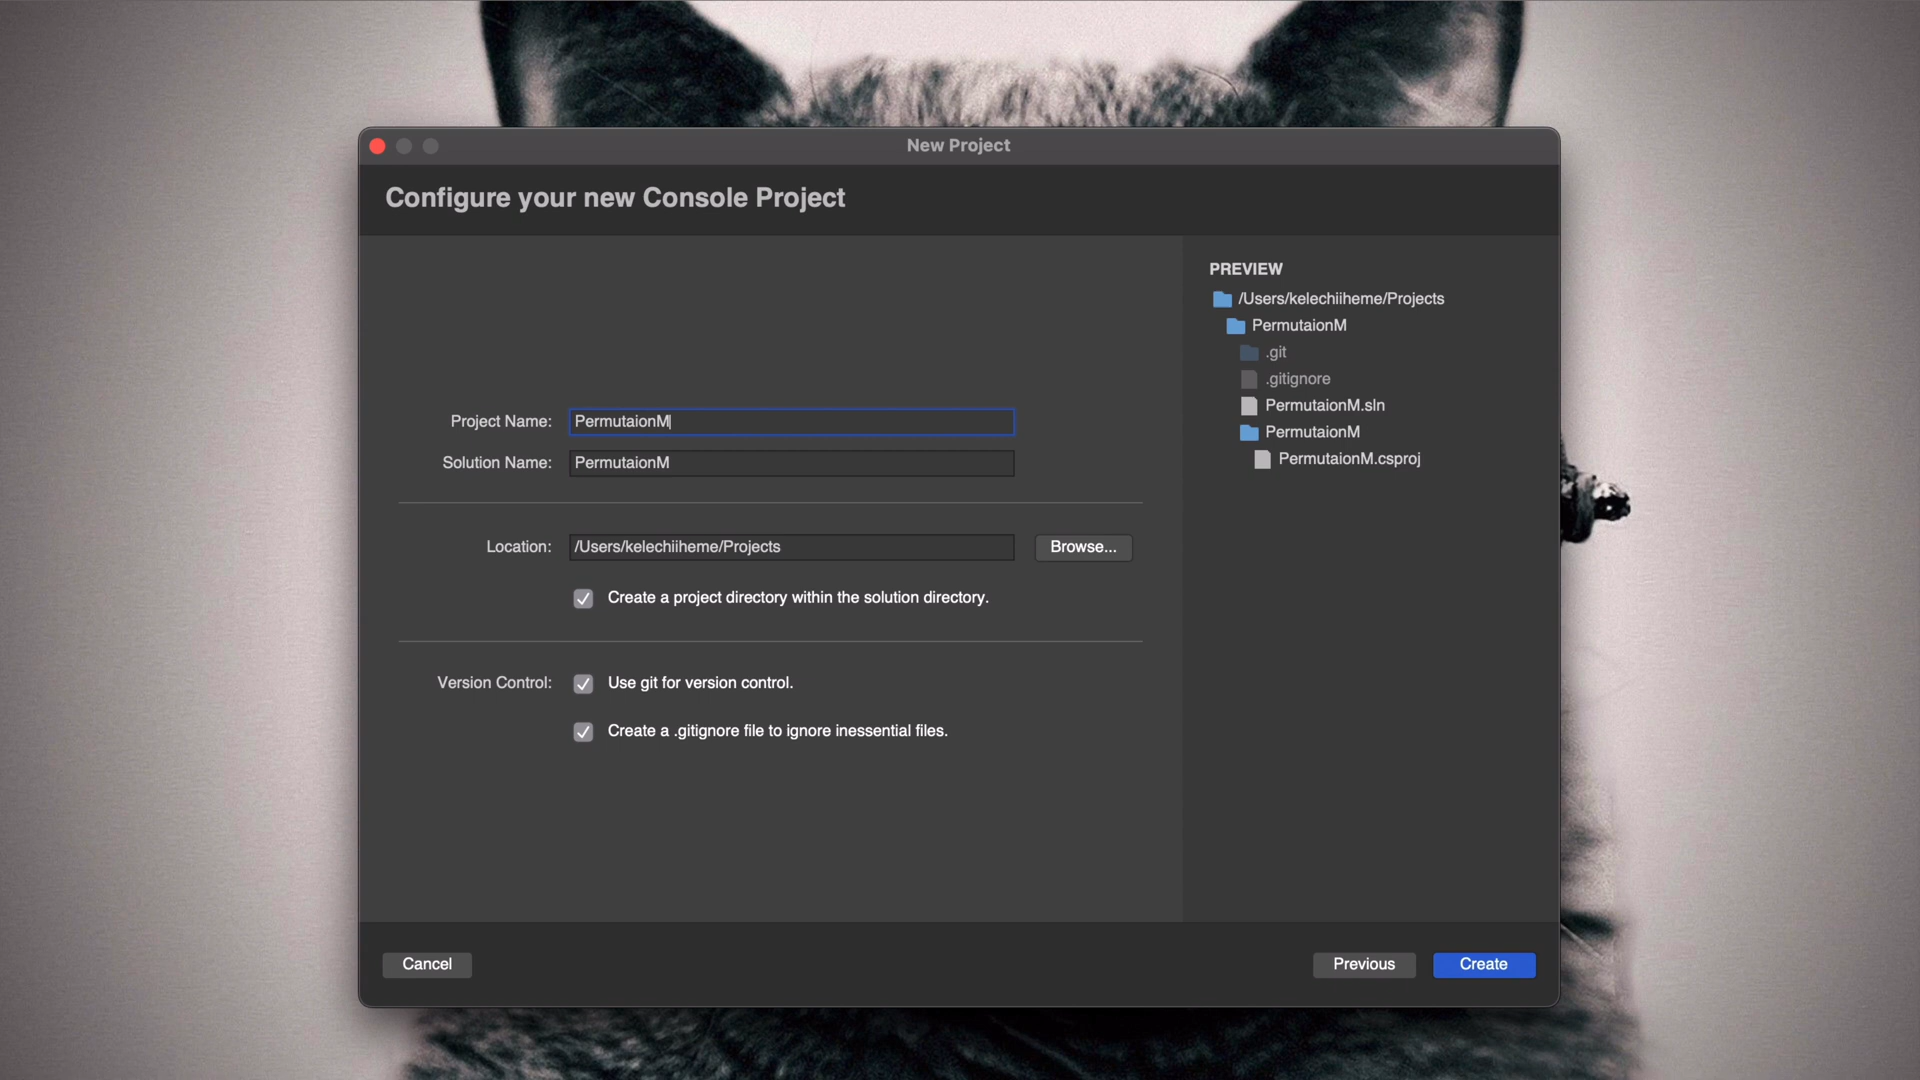 New Project
Configure your new Console Project
Project Name: PermutaionM
Solution Name: PermutaionM
Location: /Users/kelechiiheme/Projects Browse...
Create a project directory within the solution directory.
Version Control: Use git for version control.
Create a .gitignore file to ignore inessential files.
PREVIEW
/Users/kelechiiheme/Projects
PermutaionM
.git
.gitignore
PermutaionM.sln
PermutaionM
PermutaionM.csproj
Cancel
Previous
Create